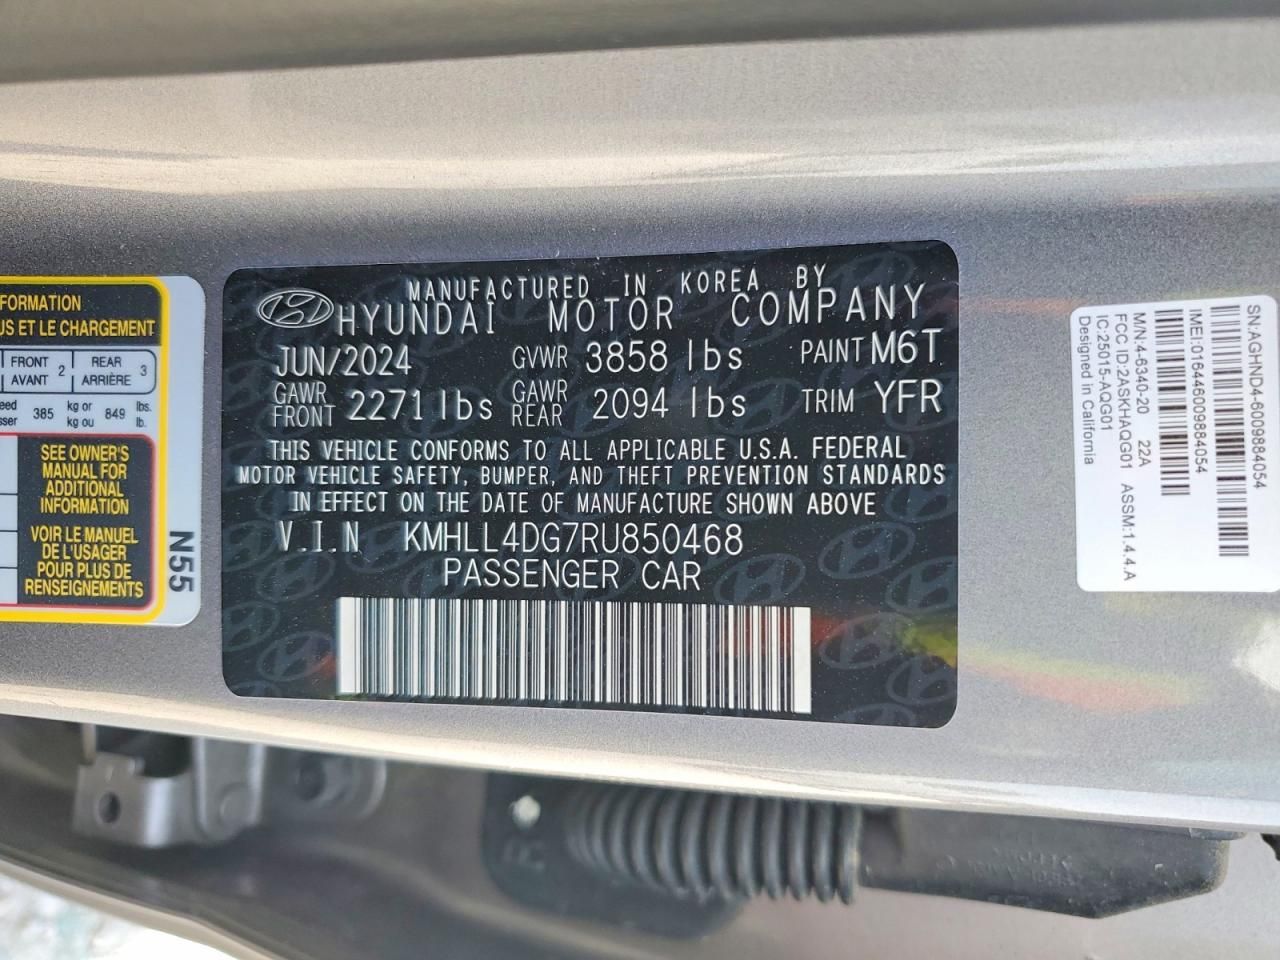 MANUFACTURED IN KOREA BY
HYUNDAI MOTOR COMPANY
JUN/2024 GVWR 3858 lbs PAINT M6T
GAWR FRONT 2271 lbs GAWR REAR 2094 lbs TRIM YFR
THIS VEHICLE CONFORMS TO ALL APPLICABLE U.S.A. FEDERAL
MOTOR VEHICLE SAFETY, BUMPER, AND THEFT PREVENTION STANDARDS
IN EFFECT ON THE DATE OF MANUFACTURE SHOWN ABOVE
V.I.N KMHLL4DG7RU850468
PASSENGER CAR
FORMATION
US ET LE CHARGEMENT
FRONT
AVANT 2
REAR
ARRIÈRE 3
385 kg or
kg ou 849 lbs.
lb.
SEE OWNER'S
MANUAL FOR
ADDITIONAL
INFORMATION
VOIR LE MANUEL
DE L'USAGER
POUR PLUS DE
RENSEIGNEMENTS
N55
SN:AGHND4-6009884054
IMEI:016446009884054
M/N:4-6340-20 22A
FCC ID:2ASKHAQGG01 ASSM:1.4.4.A
IC:25015-AQG01
Designed in California